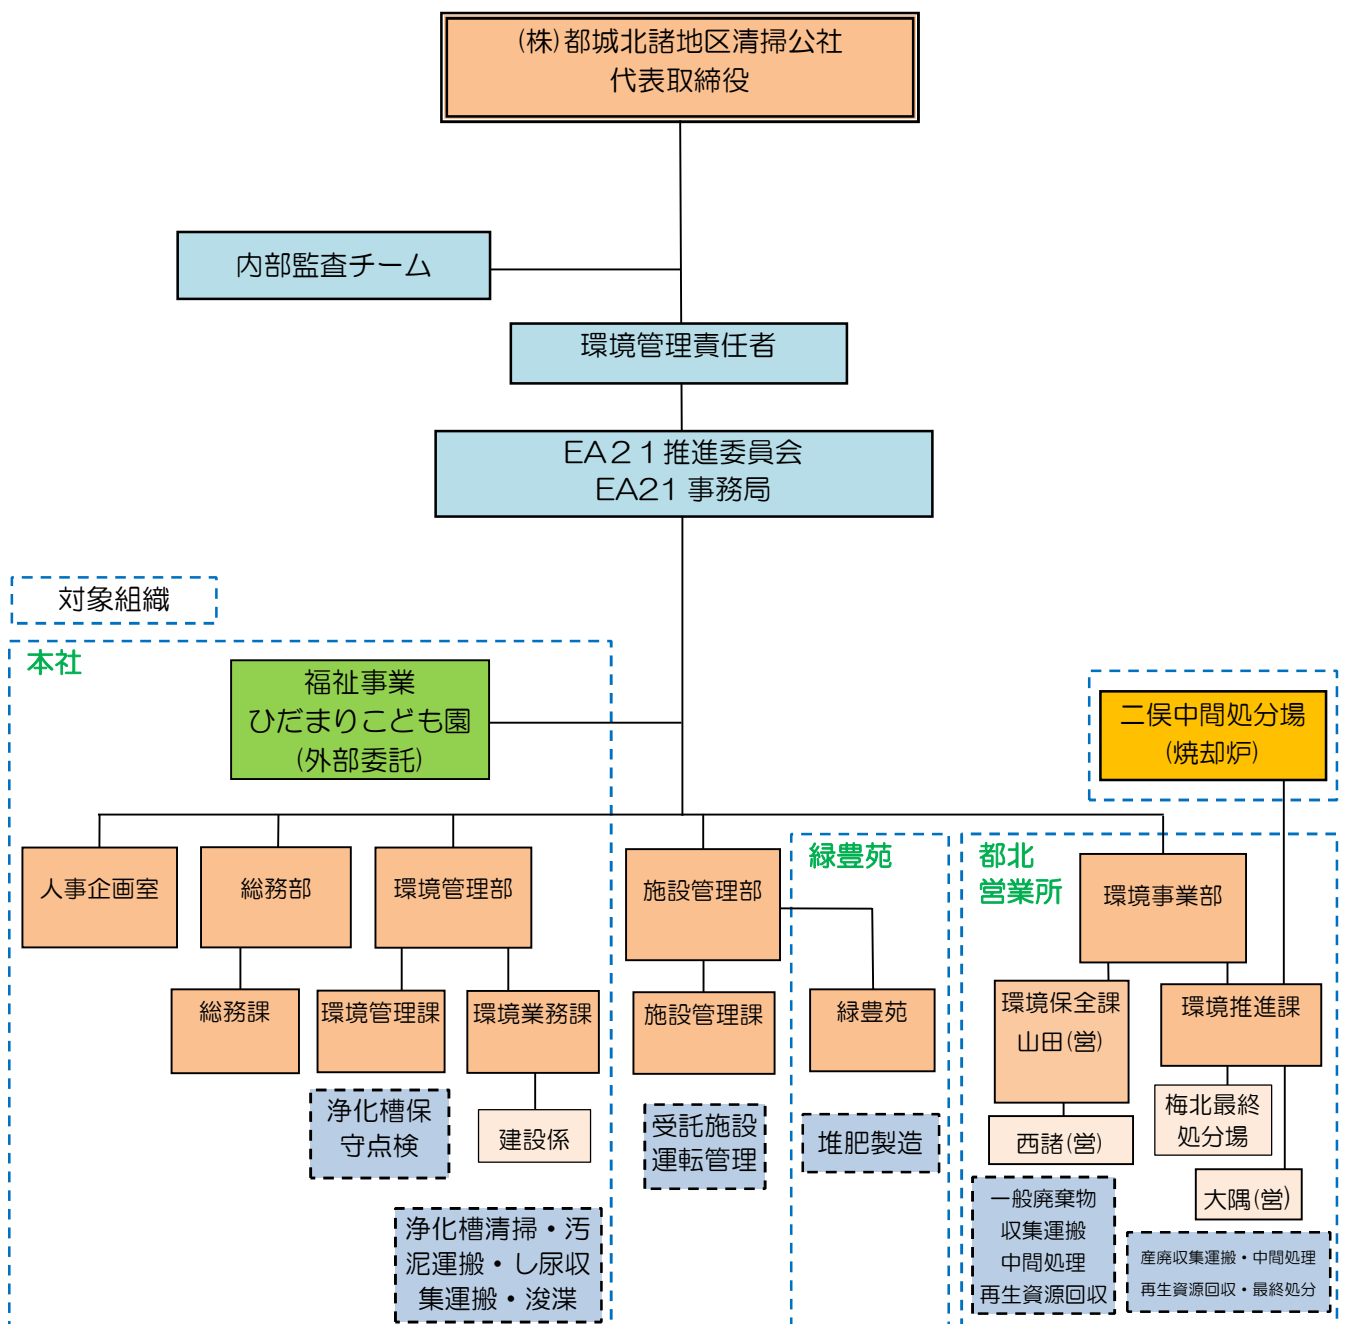 (株)都城北諸地区清掃公社
代表取締役
内部監査チーム
環境管理責任者
EA２１推進委員会
EA21 事務局
対象組織
本社
福祉事業
ひだまりこども園
(外部委託)
二俣中間処分場
(焼却炉)
人事企画室
総務部
環境管理部
施設管理部
緑豊苑
都北
営業所
環境事業部
総務課
環境管理課
環境業務課
施設管理課
緑豊苑
環境保全課
山田(営)
環境推進課
浄化槽保
守点検
建設係
受託施設
運転管理
堆肥製造
西諸(営)
梅北最終
処分場
大隅(営)
浄化槽清掃・汚
泥運搬・し尿収
集運搬・浚渫
一般廃棄物
収集運搬
中間処理
再生資源回収
産廃収集運搬・中間処理
再生資源回収・最終処分